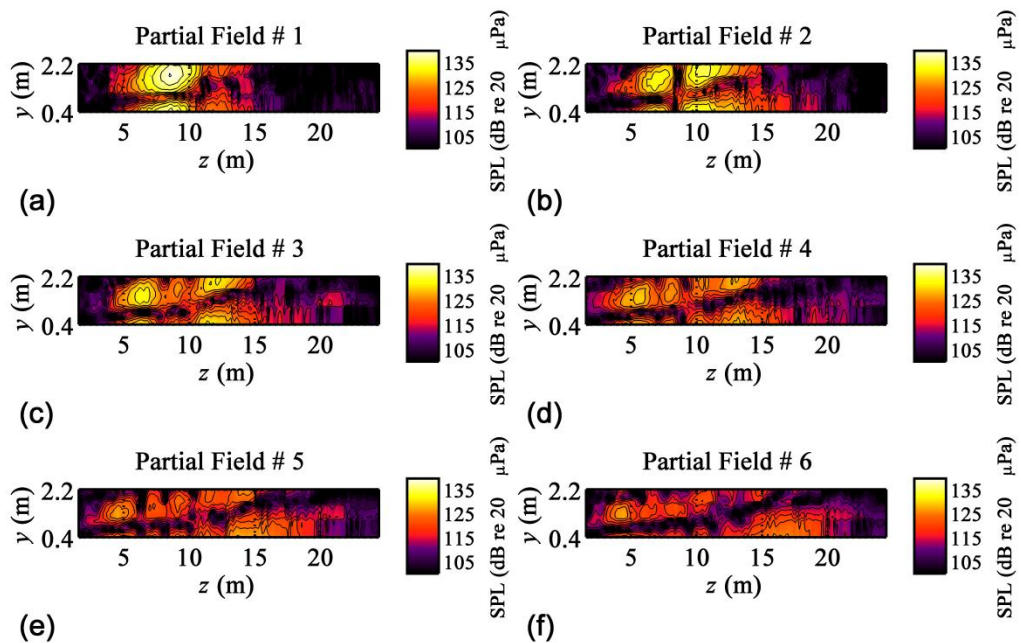 Partial Field # 1
y (m)
2.2
0.4
5 10 15 20
z (m)
135
125
115
105
SPL (dB re 20 µPa)
(a)
Partial Field # 2
y (m)
2.2
0.4
5 10 15 20
z (m)
135
125
115
105
SPL (dB re 20 µPa)
(b)
Partial Field # 3
y (m)
2.2
0.4
5 10 15 20
z (m)
135
125
115
105
SPL (dB re 20 µPa)
(c)
Partial Field # 4
y (m)
2.2
0.4
5 10 15 20
z (m)
135
125
115
105
SPL (dB re 20 µPa)
(d)
Partial Field # 5
y (m)
2.2
0.4
5 10 15 20
z (m)
135
125
115
105
SPL (dB re 20 µPa)
(e)
Partial Field # 6
y (m)
2.2
0.4
5 10 15 20
z (m)
135
125
115
105
SPL (dB re 20 µPa)
(f)